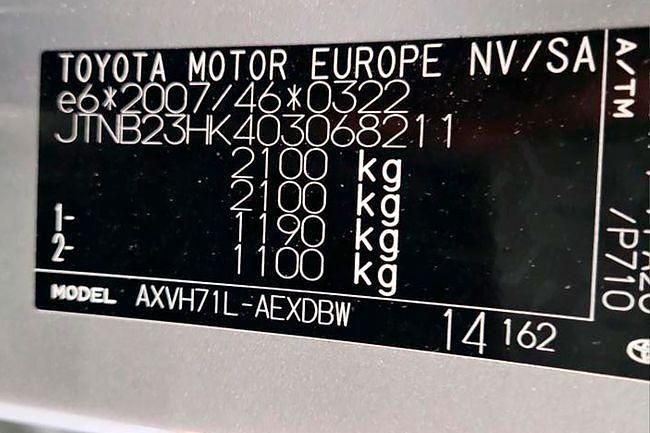 TOYOTA MOTOR EUROPE NV/SA
e6*2007/46*0322
JTNB23HK403068211
2100 kg
2100 kg
1- 1190 kg
2- 1100 kg
MODEL AXVH71L-AEXDBW
14 162
A/TM
/P710